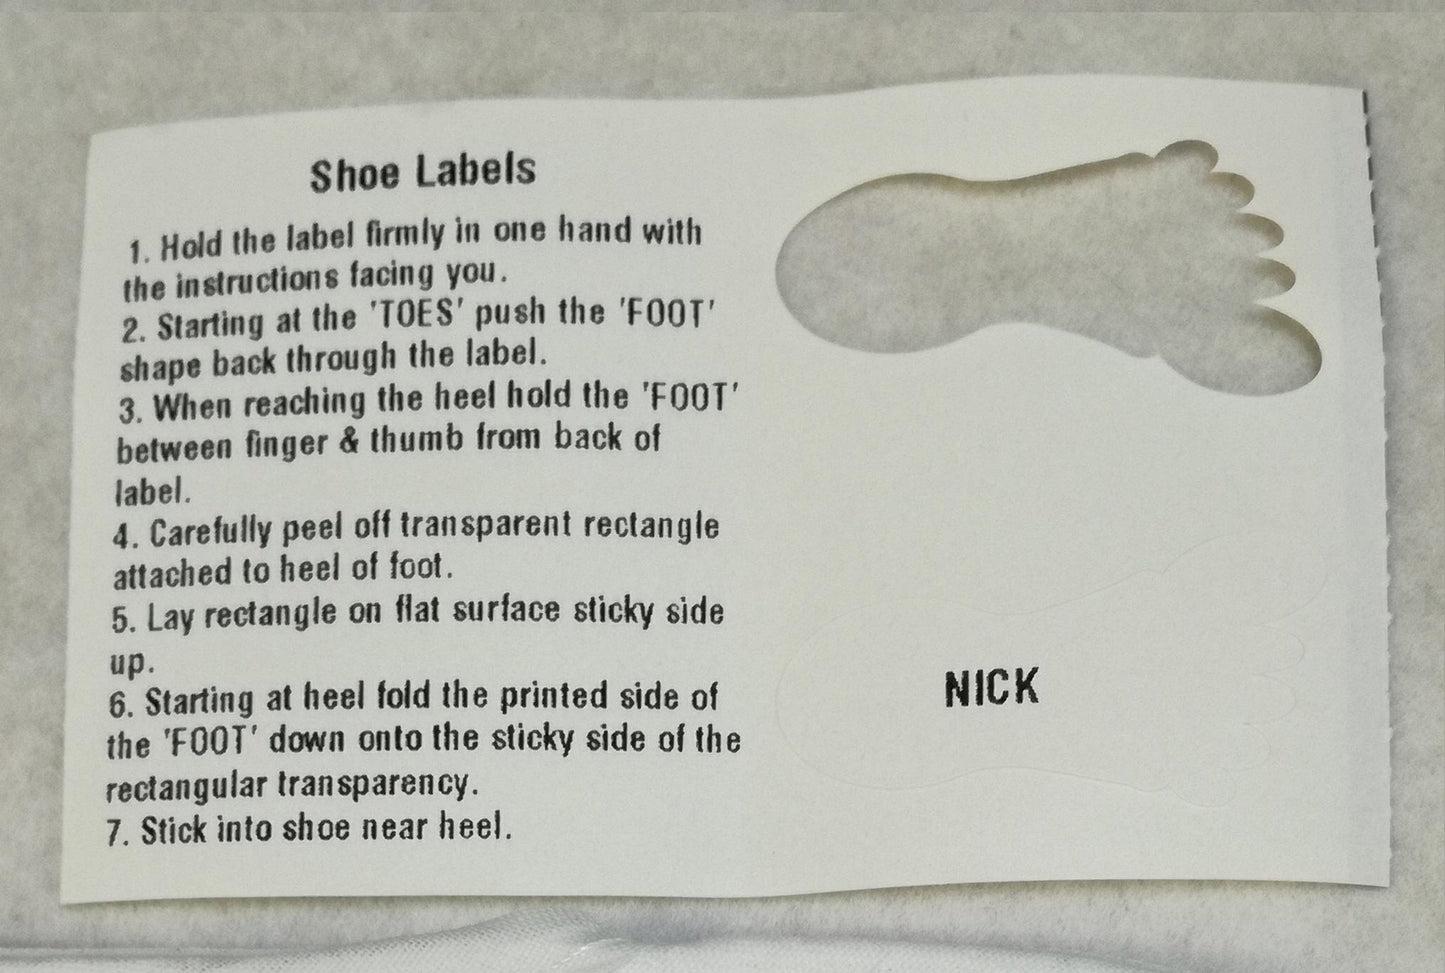 Shoe Labels
1. Hold the label firmly in one hand with
the instructions facing you.
2. Starting at the 'TOES' push the 'FOOT'
shape back through the label.
3. When reaching the heel hold the 'FOOT'
between finger & thumb from back of
label.
4. Carefully peel off transparent rectangle
attached to heel of foot.
5. Lay rectangle on flat surface sticky side
up.
6. Starting at heel fold the printed side of
the 'FOOT' down onto the sticky side of the
rectangular transparency.
7. Stick into shoe near heel.
NICK